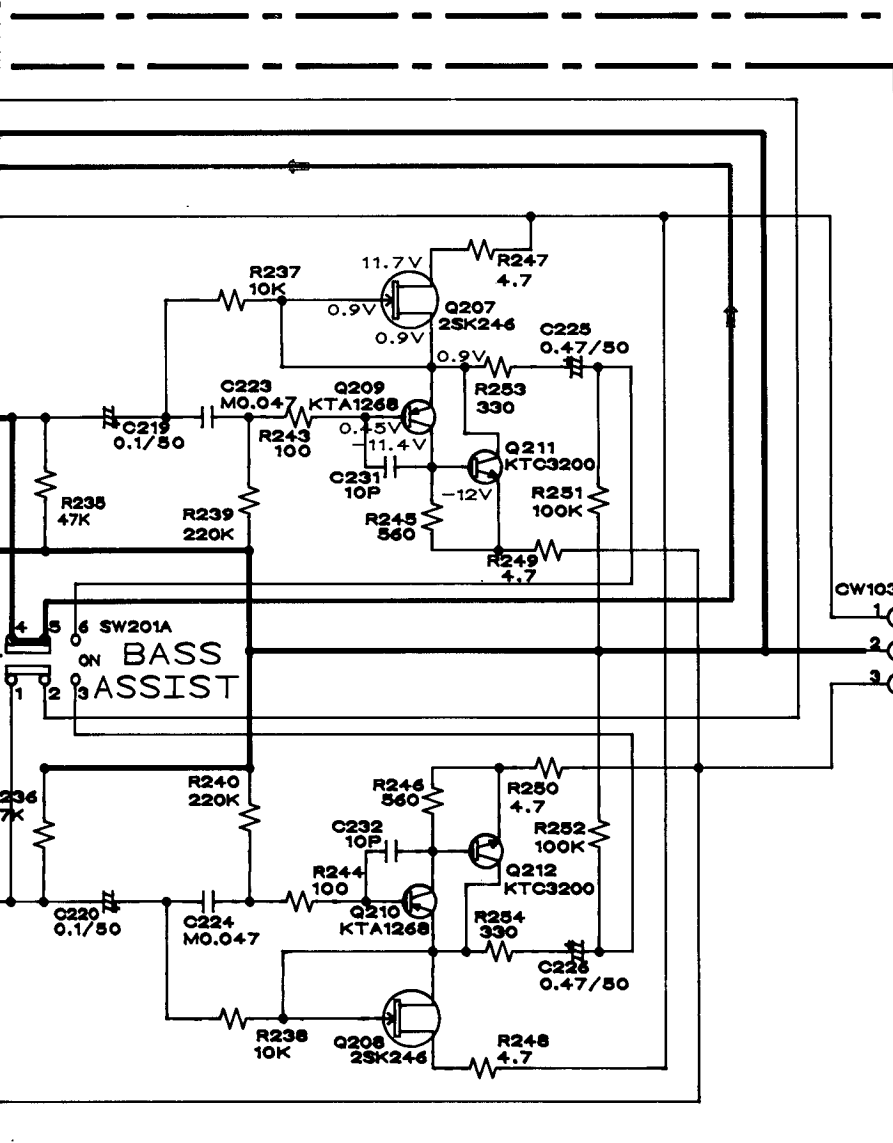 11.7V
R247
4.7
R237
10K
0.9V
Q207
2SK246
0.9V
C225
0.47/50
0.9V
C223
M0.047
Q209
KTA1268
R253
330
C219
0.1/50
R243
100
0.45V
-11.4V
Q211
KTC3200
C231
10P
R235
47K
R239
220K
-12V
R251
100K
R245
560
R249
4.7
CW103
1
4
5
6
SW201A
2
ON
BASS
ASSIST
3
1
2
3
R240
220K
R246
560
R250
4.7
236
7K
C232
10P
R252
100K
R244
100
Q212
KTC3200
C220
0.1/50
C224
M0.047
Q210
KTA1268
R254
330
C226
0.47/50
R238
10K
Q208
2SK246
R248
4.7